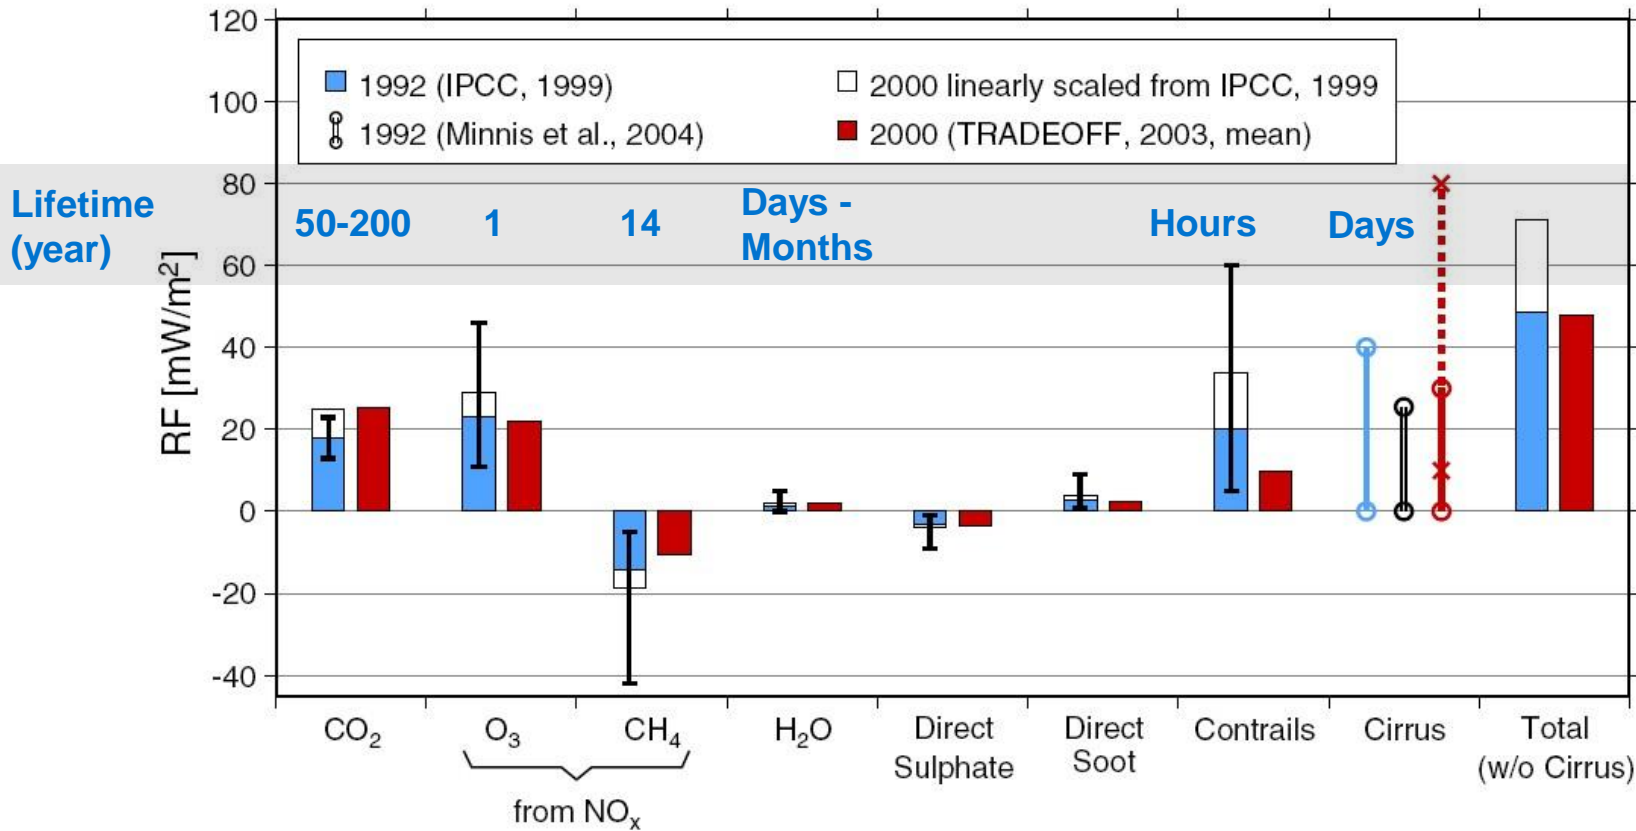 120
1992 (IPCC, 1999)
2000 linearly scaled from IPCC, 1999
1992 (Minnis et al., 2004)
2000 (TRADEOFF, 2003, mean)
100
80
60
40
20
0
-20
-40
RF [mW/m²]
Lifetime
(year)
50-200
1
14
Days -
Months
Hours
Days
CO₂
O₃
CH₄
H₂O
Direct
Sulphate
Direct
Soot
Contrails
Cirrus
Total
(w/o Cirrus)
from NOₓ